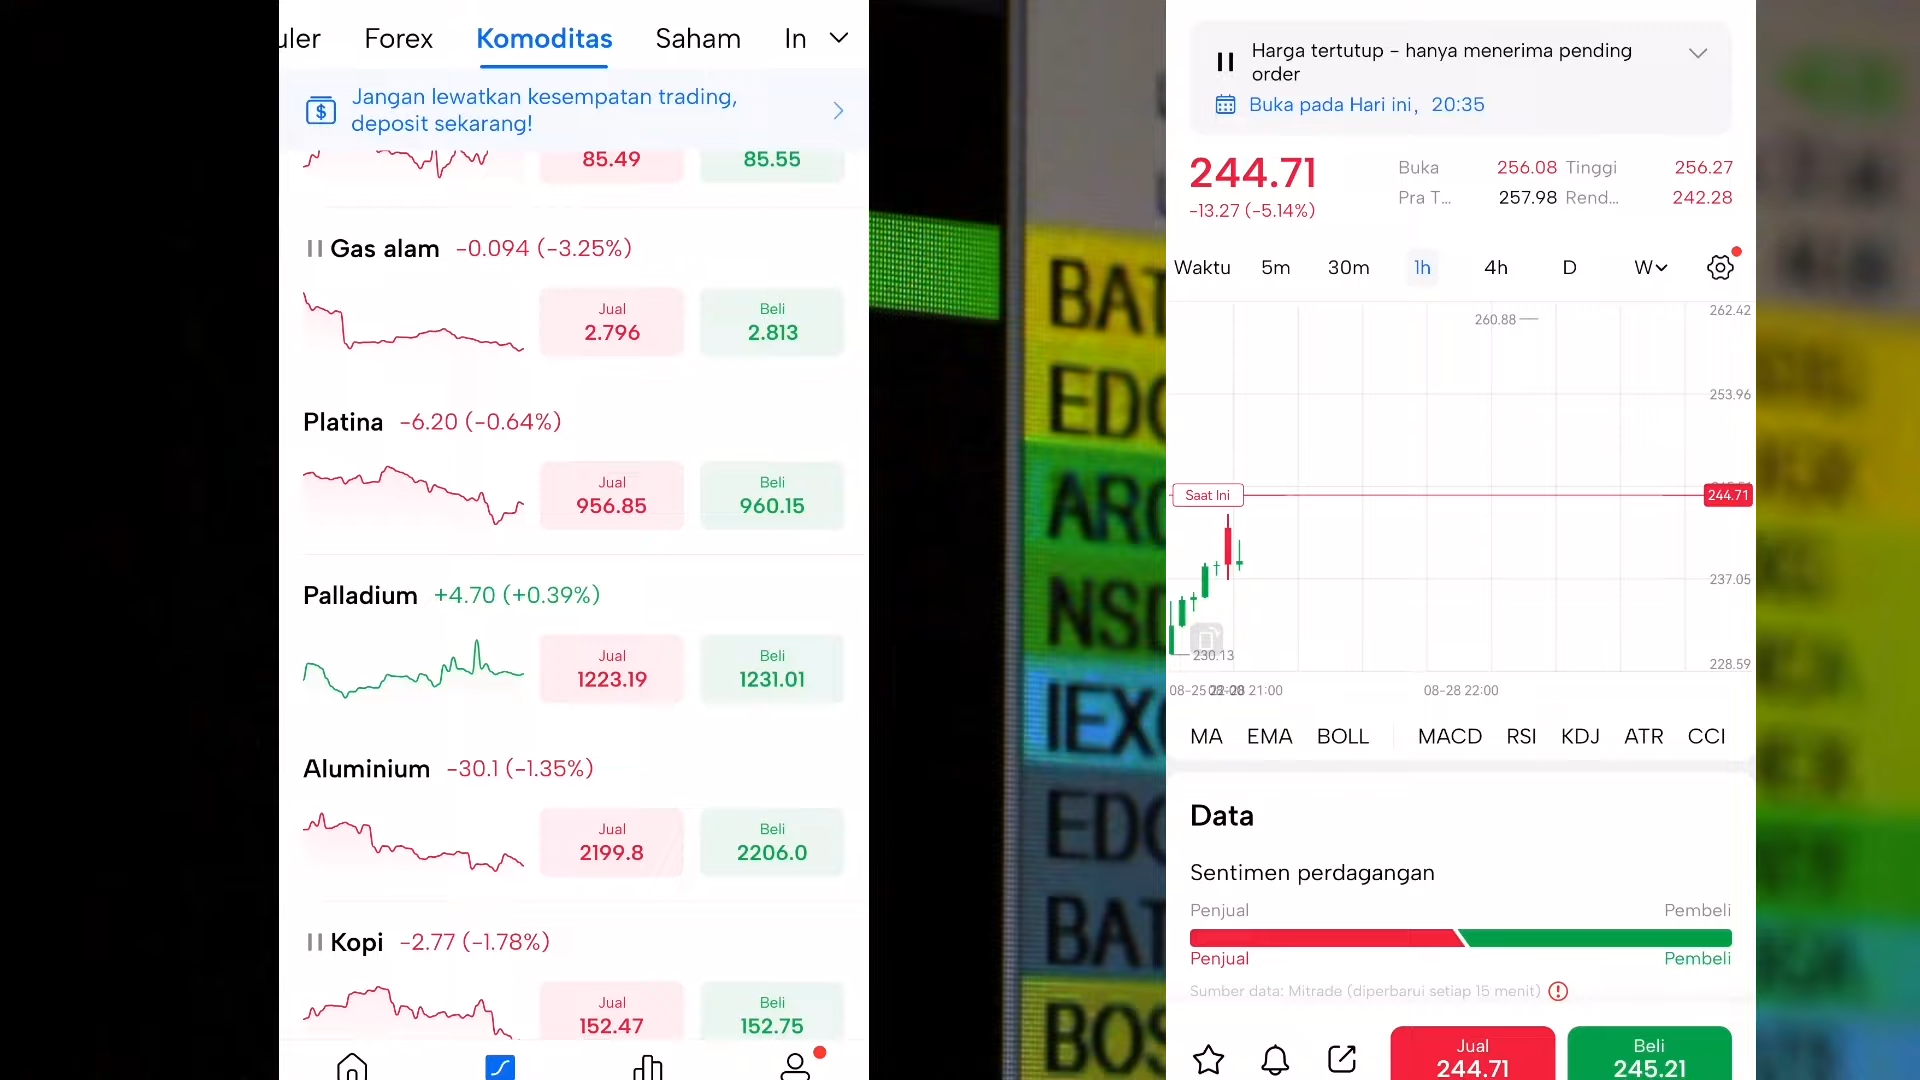 uler Forex Komoditas Saham In
Jangan lewatkan kesempatan trading,
deposit sekarang!
85.49 85.55
Gas alam -0.094 (-3.25%)
Jual Beli
2.796 2.813
Platina -6.20 (-0.64%)
Jual Beli
956.85 960.15
Palladium +4.70 (+0.39%)
Jual Beli
1223.19 1231.01
Aluminium -30.1 (-1.35%)
Jual Beli
2199.8 2206.0
Kopi -2.77 (-1.78%)
Jual Beli
152.47 152.75
BAT
EDG
ARC
NSD
IEX
EDG
BAT
BOS
Harga tertutup - hanya menerima pending
order
Buka pada Hari ini, 20:35
244.71
-13.27 (-5.14%)
Buka 256.08 Tinggi 256.27
Pra T... 257.98 Rend... 242.28
Waktu 5m 30m 1h 4h D W
262.42
260.88
253.96
Saat Ini 244.71
237.05
230.13
228.59
08-25 08-28 21:00 08-28 22:00
MA EMA BOLL MACD RSI KDJ ATR CCI
Data
Sentimen perdagangan
Penjual Pembeli
Penjual Pembeli
Sumber data: Mitrade (diperbarui setiap 15 menit)
Jual Beli
244.71 245.21